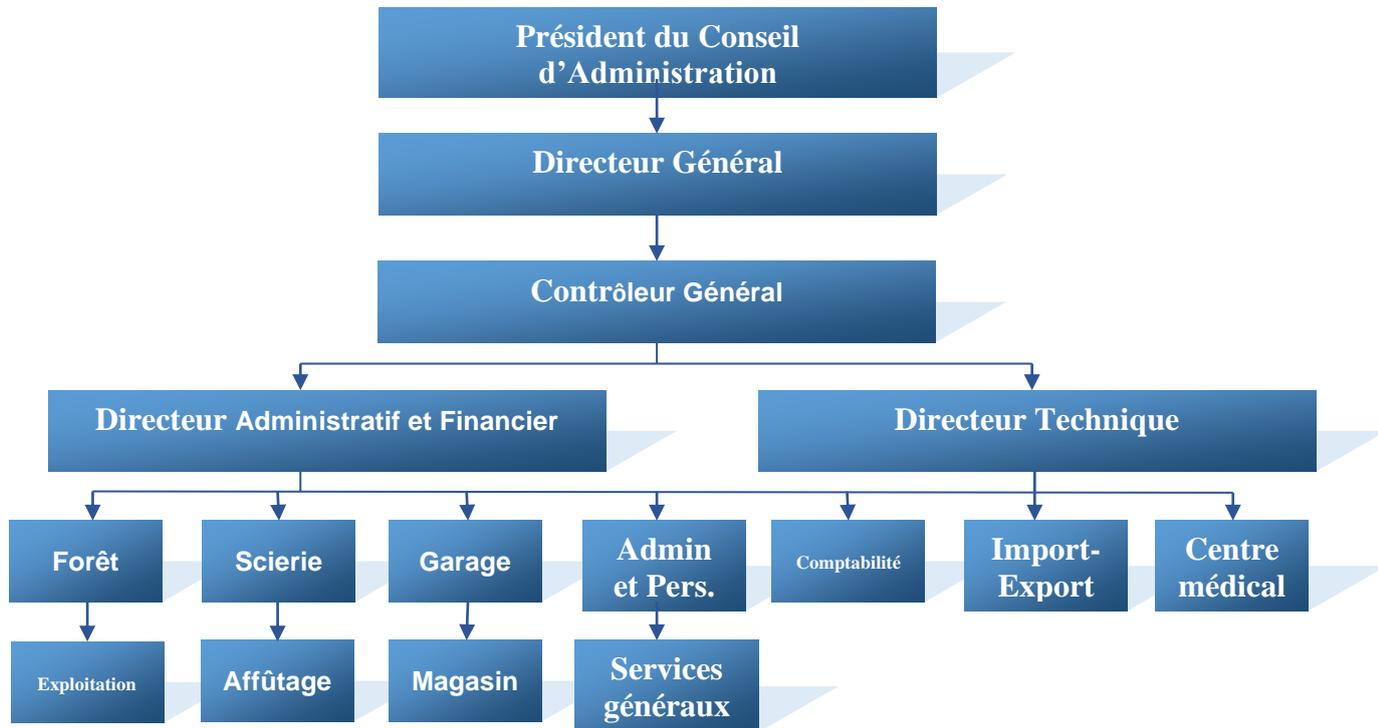 Président du Conseil
d’Administration
Directeur Général
Contrôleur Général
Directeur Administratif et Financier
Directeur Technique
Forêt
Scierie
Garage
Admin
et Pers.
Comptabilité
Import-
Export
Centre
médical
Exploitation
Affûtage
Magasin
Services
généraux